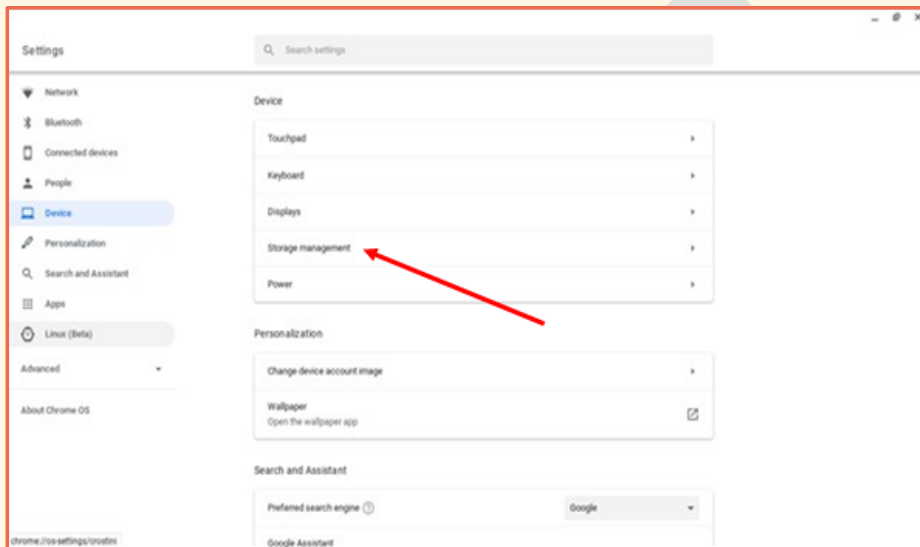 Settings
Search settings
Network
Bluetooth
Connected devices
People
Device
Personalization
Search and Assistant
Apps
Linux (Beta)
Advanced
About Chrome OS
Device
Touchpad
Keyboard
Displays
Storage management
Power
Personalization
Change device account image
Wallpaper
Open the wallpaper app
Search and Assistant
Preferred search engine
Google
Google Assistant
chrome://os-settings/crostini